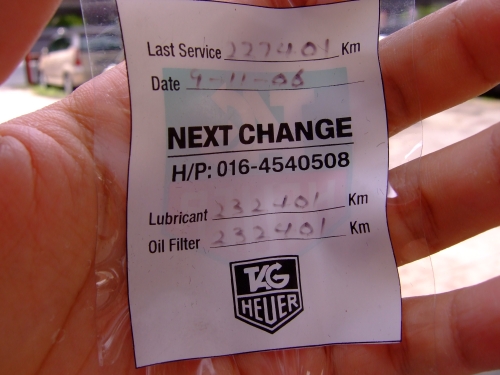 Last Service 227401 Km
Date 9-11-06
NEXT CHANGE
H/P: 016-4540508
Lubricant 232401 Km
Oil Filter 232401 Km
TAG
HEUER